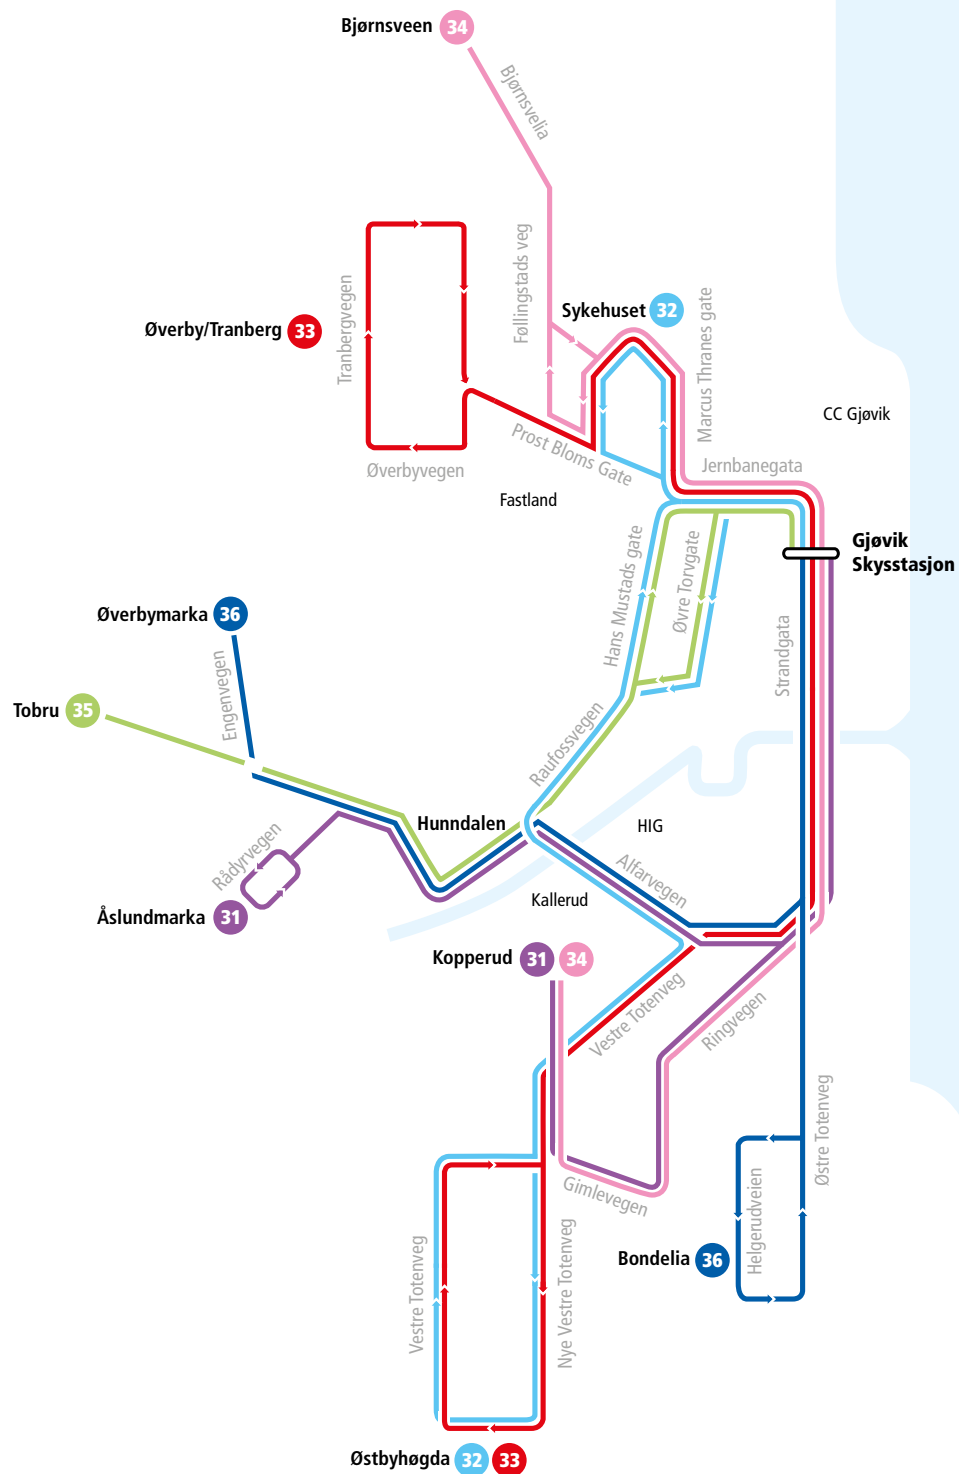 Bjørnsveen 34
Bjørnsvelia
Føllingstads veg
Sykehuset 32
Marcus Thranes gate
Øverby/Tranberg 33
Tranbergvegen
CC Gjøvik
Prost Bloms Gate
Jernbanegata
Øverbyvegen
Fastland
Gjøvik
Skysstasjon
Hans Mustads gate
Øvre Torvgate
Øverbymarka 36
Strandgata
Engenvegen
Tobru 35
Raufossvegen
Hunndalen
HIG
Rådyrvegen
Alfarvegen
Kallerud
Åslundmarka 31
Kopperud 31 34
Vestre Totenveg
Ringvegen
Østre Totenveg
Gimlevegen
Helgerudveien
Bondelia 36
Vestre Totenveg
Nye Vestre Totenveg
Østbyhøgda 32 33